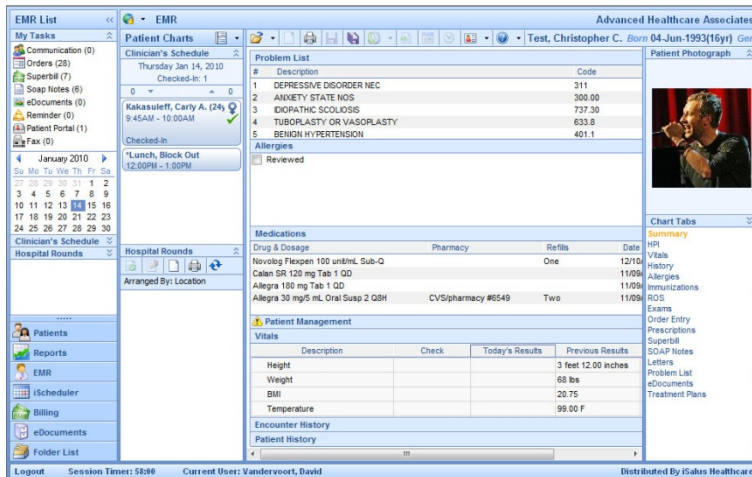 EMR List
EMR
Advanced Healthcare Associates
My Tasks
Communication (0)
Orders (28)
Superbill (7)
Soap Notes (6)
eDocuments (0)
Reminder (0)
Patient Portal (1)
Fax (0)
January 2010
Su Mo Tu We Th Fr Sa
27 28 29 30 31 1 2
3 4 5 6 7 8 9
10 11 12 13 14 15 16
17 18 19 20 21 22 23
24 25 26 27 28 29 30
Clinician's Schedule
Hospital Rounds
Patients
Reports
EMR
iScheduler
Billing
eDocuments
Folder List
Patient Charts
Clinician's Schedule
Thursday Jan 14, 2010
Checked-In: 1
0 0
Kakasuleff, Carly A. (24y
9:45AM - 10:00AM
Checked-In
*Lunch, Block Out
12:00PM - 1:00PM
Hospital Rounds
Arranged By: Location
Test, Christopher C. Born 04-Jun-1993(16yr) Ger
Problem List
# Description Code
1 DEPRESSIVE DISORDER NEC 311
2 ANXIETY STATE NOS 300.00
3 IDIOPATHIC SCOLIOSIS 737.30
4 TUBOPLASTY OR VASOPLASTY 633.8
5 BENIGN HYPERTENSION 401.1
Allergies
Reviewed
Medications
Drug & Dosage Pharmacy Refills Date
Novolog Flexpen 100 unit/mL Sub-Q One 12/10/
Calan SR 120 mg Tab 1 QD 11/09/
Allegra 180 mg Tab 1 QD 11/09/
Allegra 30 mg/5 mL Oral Susp 2 Q8H CVS/pharmacy #6549 Two 11/09/
Patient Management
Vitals
Description Check Today's Results Previous Results
Height 3 feet 12.00 inches
Weight 68 lbs
BMI 20.75
Temperature 99.00 F
Encounter History
Patient History
Patient Photograph
Chart Tabs
Summary
HPI
Vitals
History
Allergies
Immunizations
ROS
Exams
Order Entry
Prescriptions
Superbill
SOAP Notes
Letters
Problem List
eDocuments
Treatment Plans
Logout Session Timer: 58:00 Current User: Vandervoort, David Distributed By iSalus Healthcare